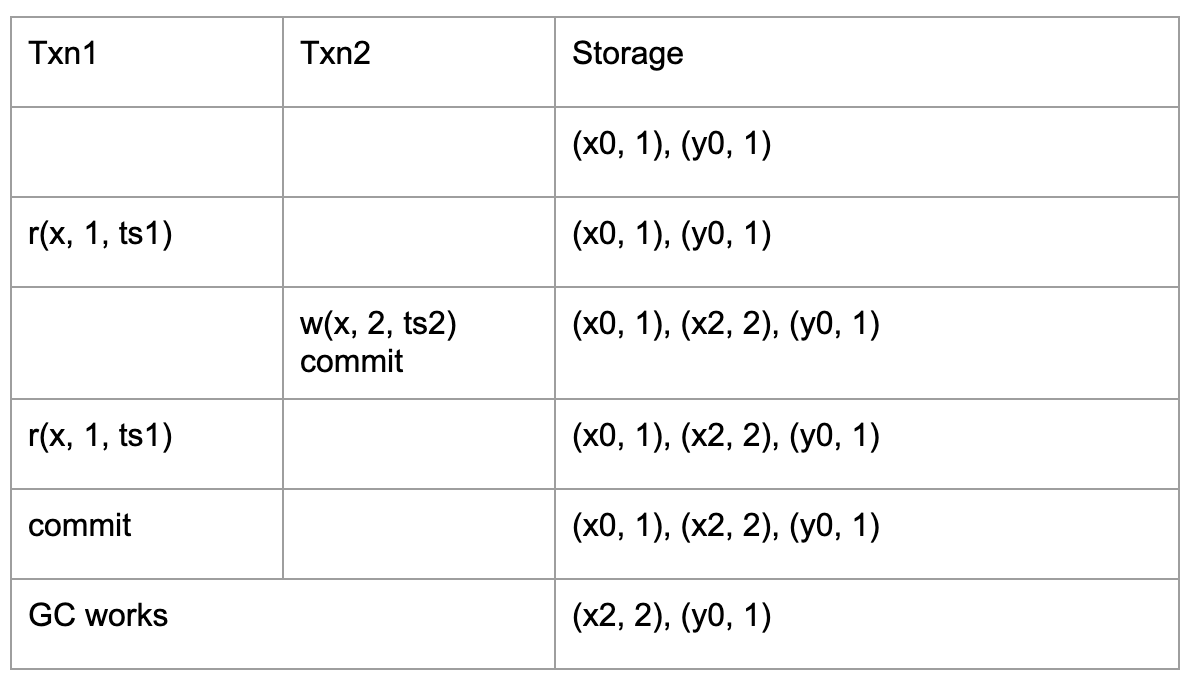 Txn1 Txn2 Storage
(x0, 1), (y0, 1)
r(x, 1, ts1) (x0, 1), (y0, 1)
w(x, 2, ts2) (x0, 1), (x2, 2), (y0, 1)
commit
r(x, 1, ts1) (x0, 1), (x2, 2), (y0, 1)
commit (x0, 1), (x2, 2), (y0, 1)
GC works (x2, 2), (y0, 1)